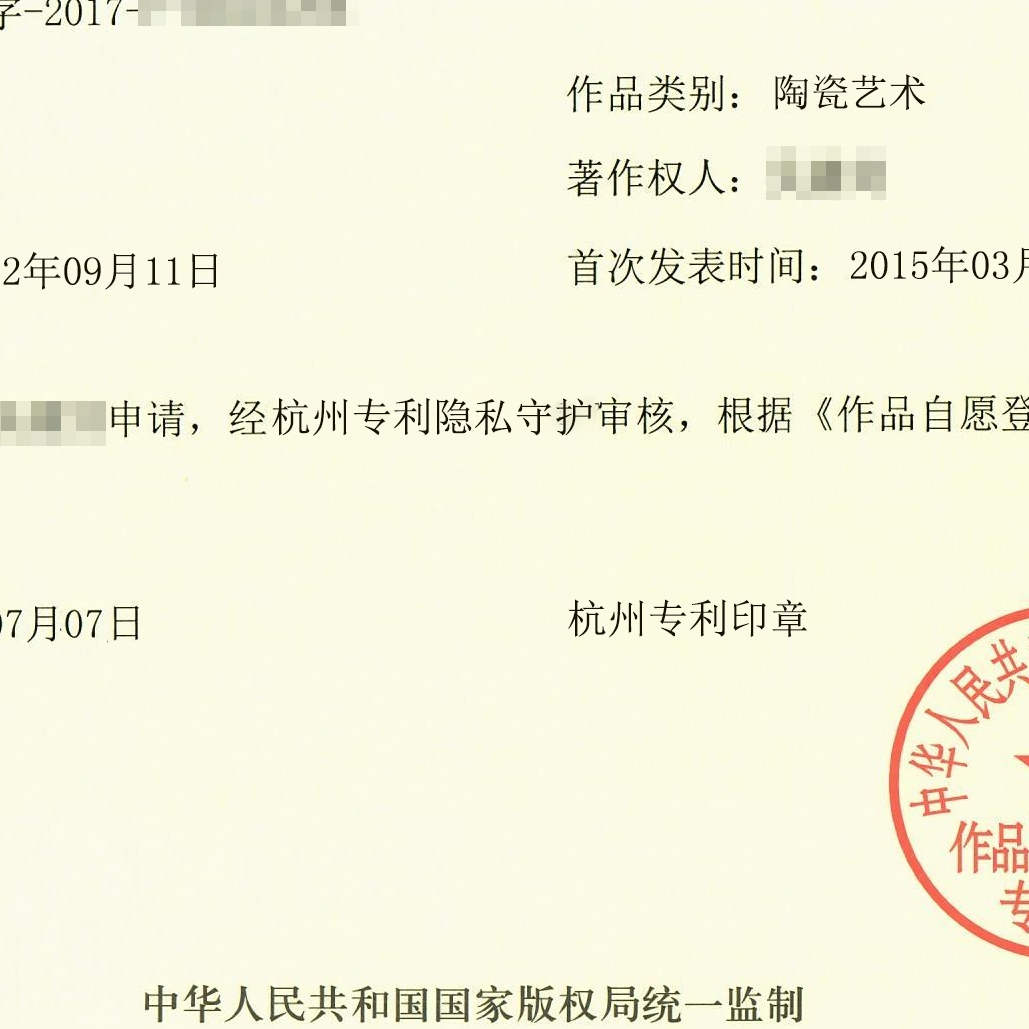 字-2017-
作品类别：陶瓷艺术
著作权人：
2年09月11日
首次发表时间：2015年03月
申请，经杭州专利隐私守护审核，根据《作品自愿登
07月07日
杭州专利印章
中华人民共
作品
专
中华人民共和国国家版权局统一监制